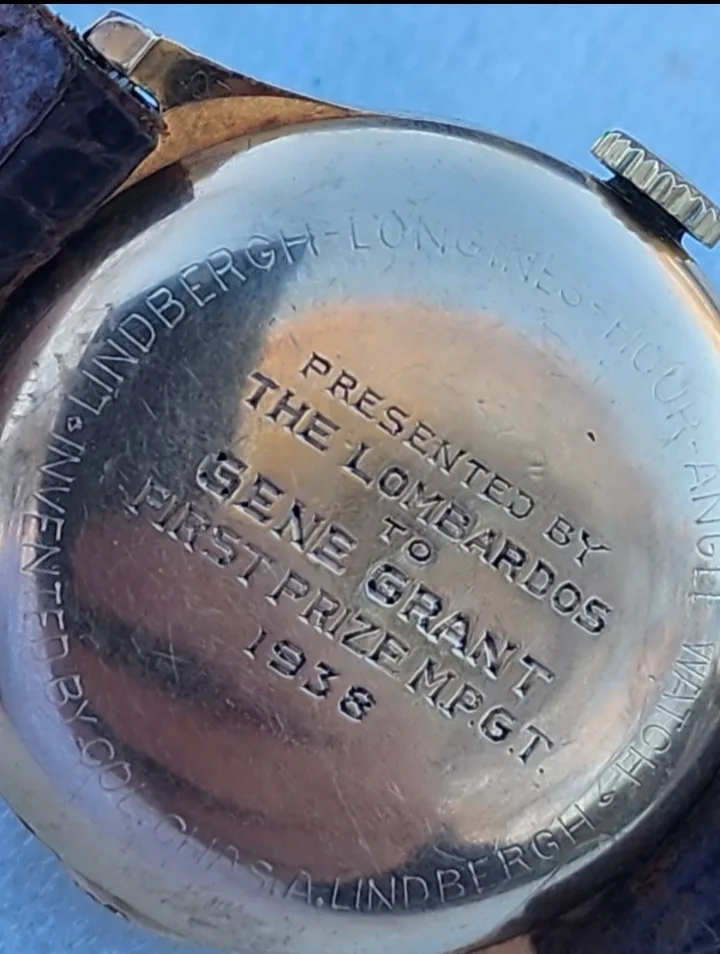 LINDBERGH-LONGINES-HOUR-ANGLE WATCH
INVENTED BY COL. CHAS. A. LINDBERGH
PRESENTED BY
THE LOMBARDOS
TO
GENE GRANT
FIRST PRIZE M.P.G.T.
1938